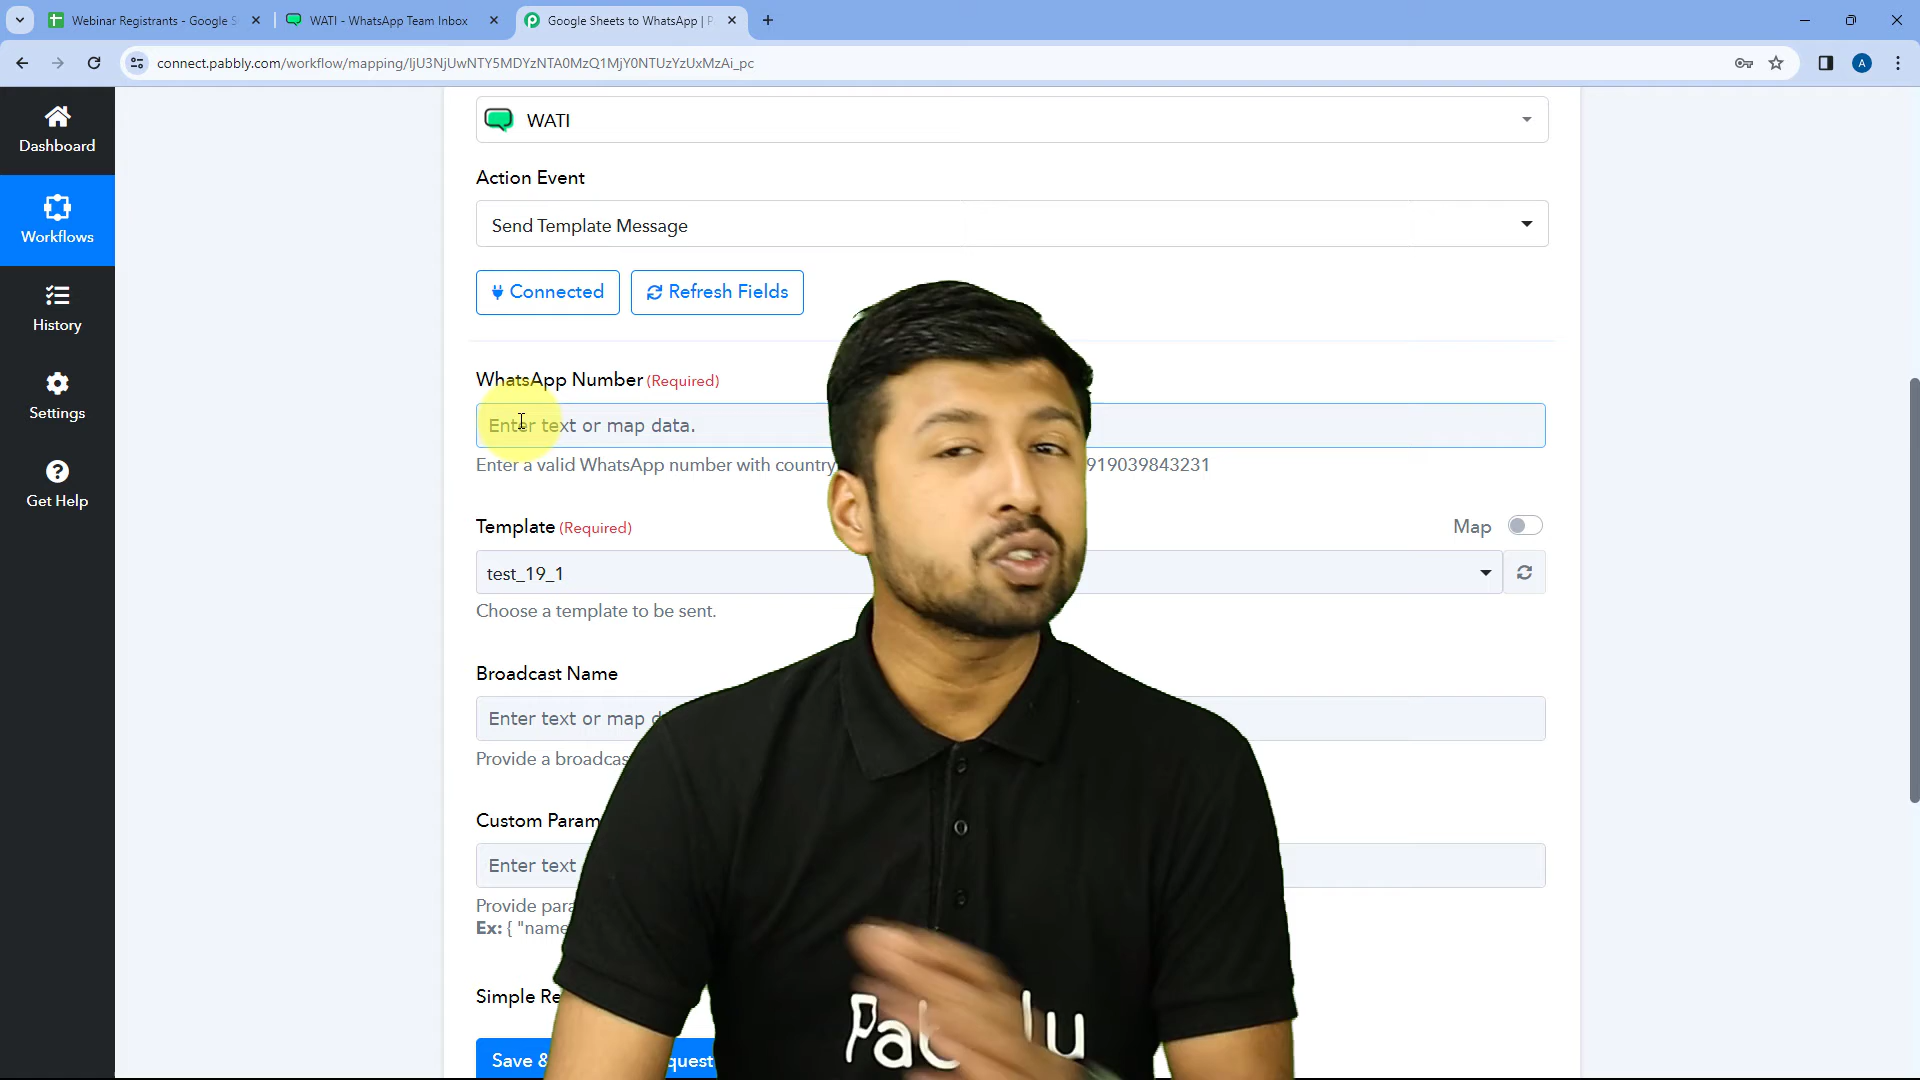 Webinar Registrants - Google S
WATI - WhatsApp Team Inbox
Google Sheets to WhatsApp | P
connect.pabbly.com/workflow/mapping/IjU3NjUwNTY5MDYzNTA0MzQ1MjY0NTUzYzUxMzAi_pc
A
Dashboard
Workflows
History
Settings
Get Help
WATI
Action Event
Send Template Message
Connected
Refresh Fields
WhatsApp Number (Required)
Enter text or map data.
Enter a valid WhatsApp number with country 919039843231
Template (Required)
Map
test_19_1
Choose a template to be sent.
Broadcast Name
Enter text or map
Provide a broadcas
Custom Param
Enter text
Provide para
Ex: { "name
Simple Re
Save & quest
Pabbly